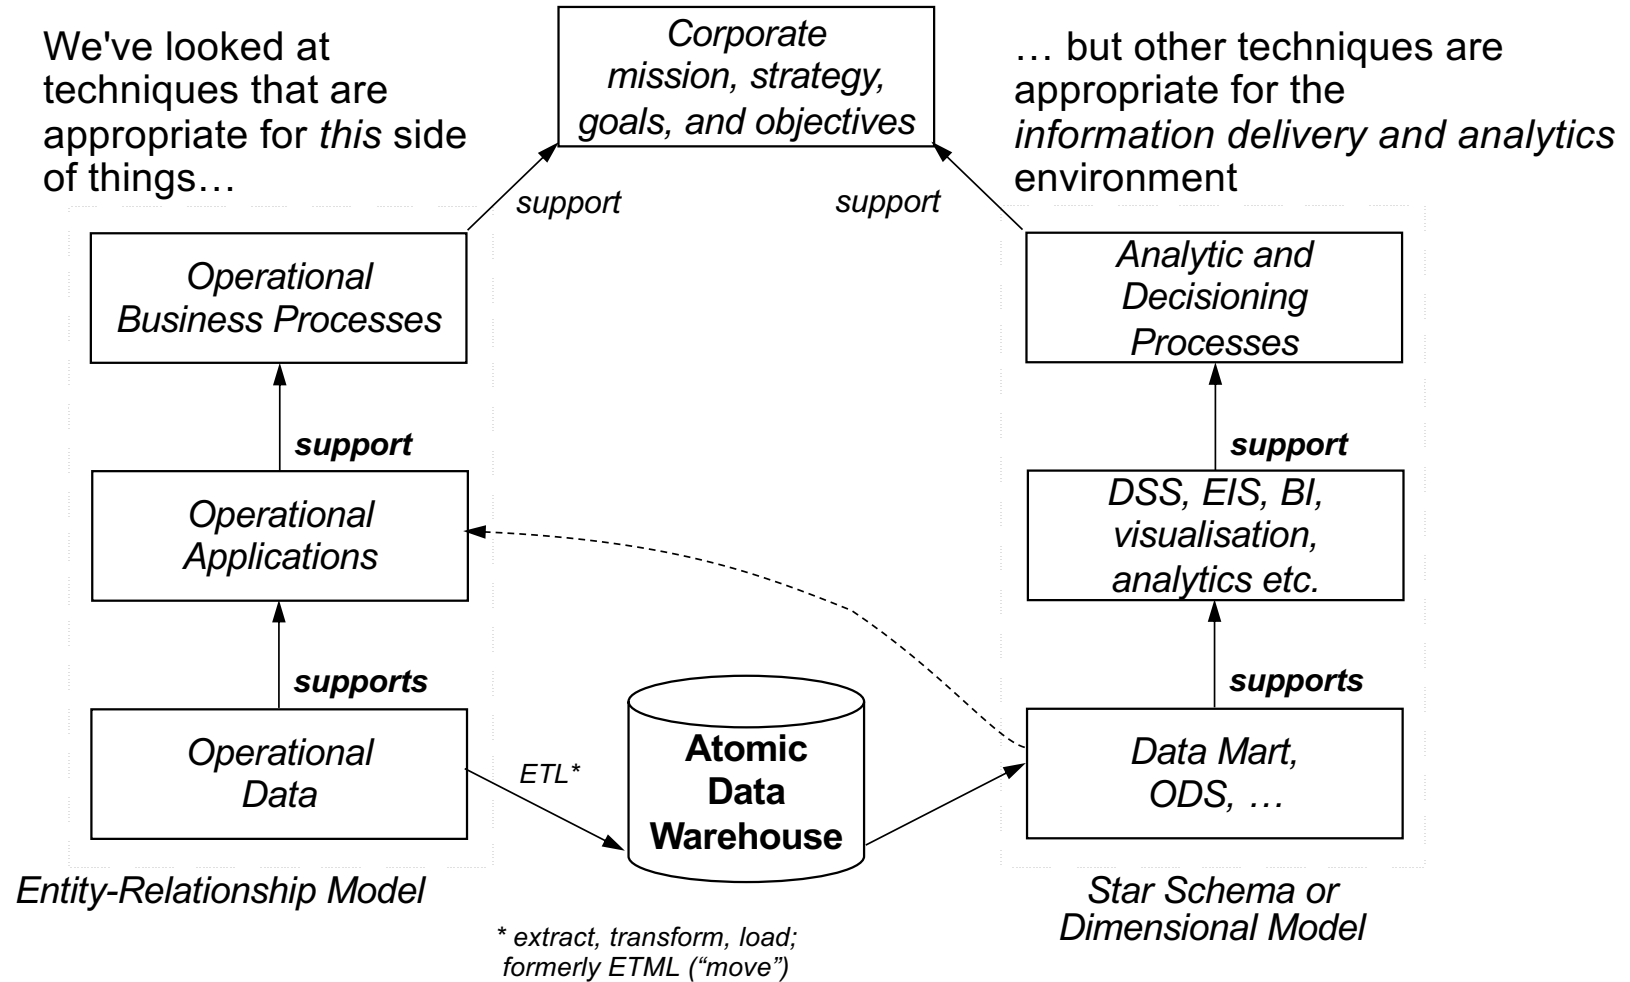 We've looked at
techniques that are
appropriate for this side
of things…
Corporate
mission, strategy,
goals, and objectives
… but other techniques are
appropriate for the
information delivery and analytics
environment
support
support
Operational
Business Processes
Analytic and
Decisioning
Processes
support
support
Operational
Applications
DSS, EIS, BI,
visualisation,
analytics etc.
supports
supports
Operational
Data
ETL*
Atomic
Data
Warehouse
Data Mart,
ODS, …
Entity-Relationship Model
Star Schema or
Dimensional Model
* extract, transform, load;
formerly ETML (“move”)